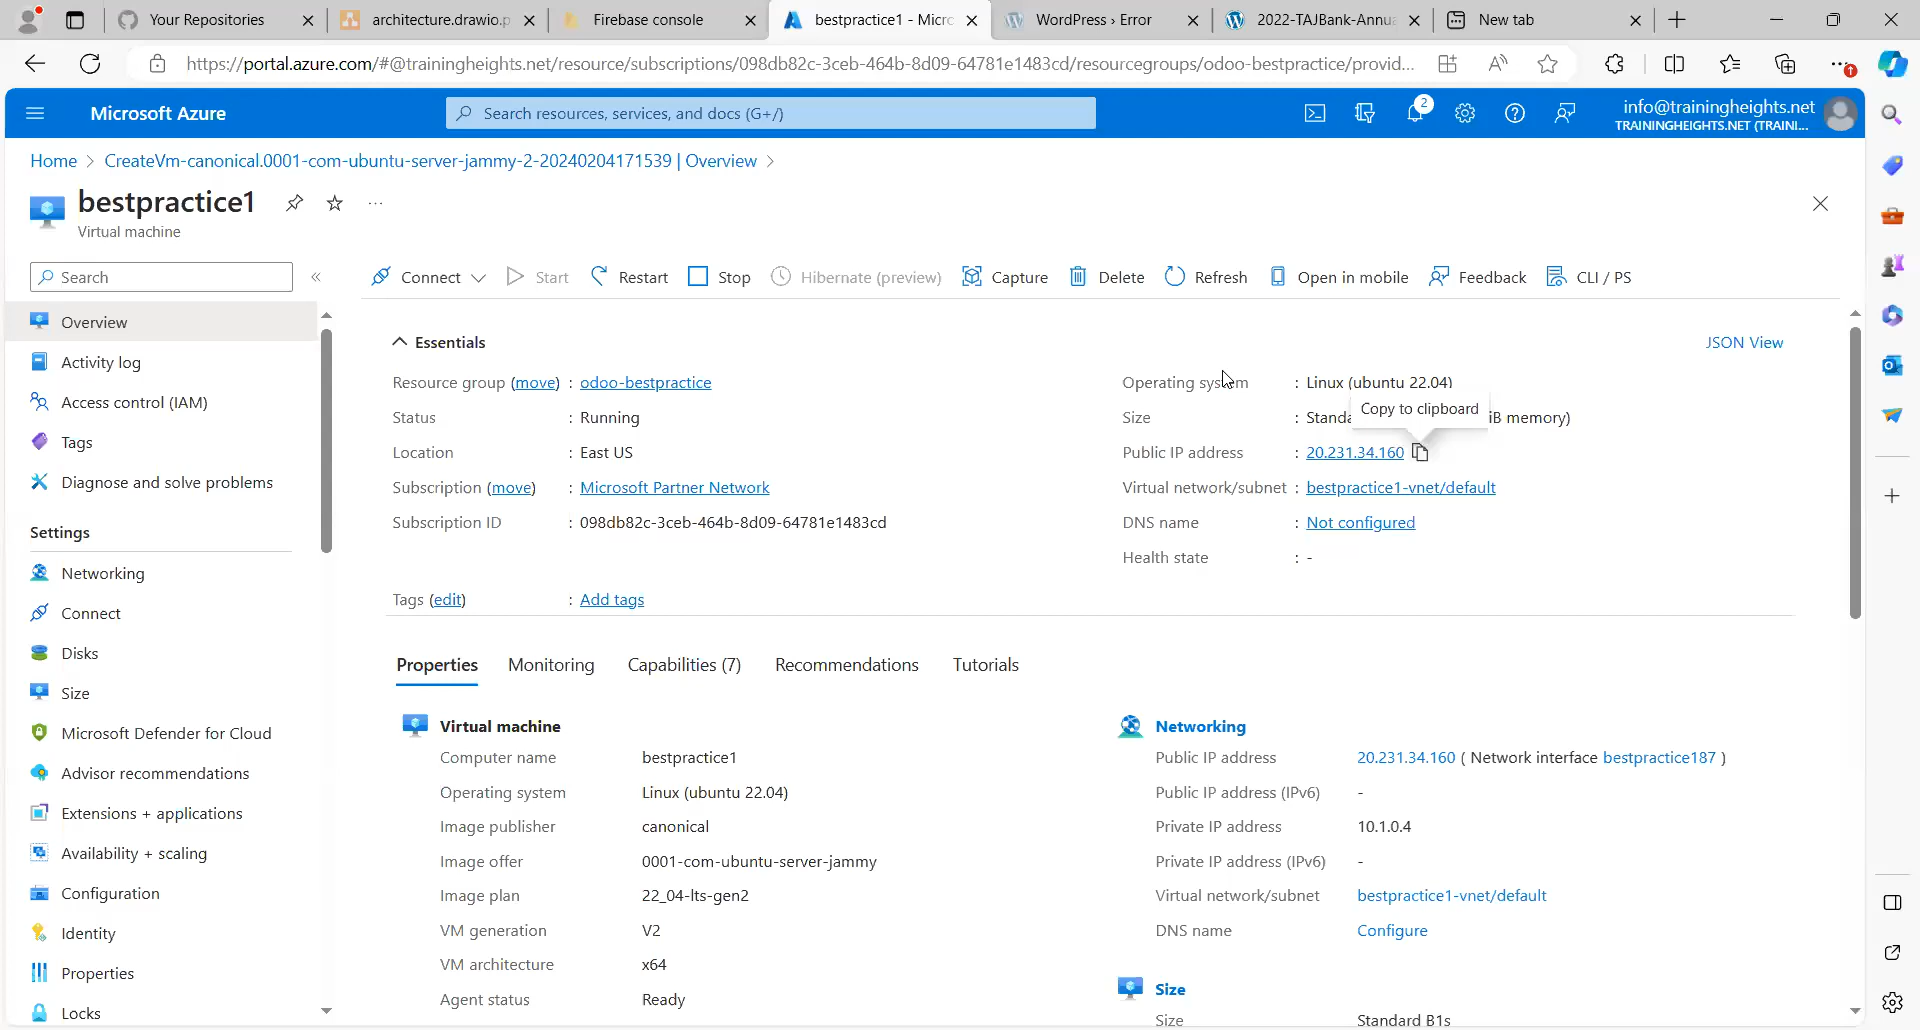 Your Repositories
architecture.drawio.p
Firebase console
bestpractice1 - Micro
WordPress › Error
2022-TAJBank-Annua
New tab
https://portal.azure.com/#@trainingheights.net/resource/subscriptions/098db82c-3ceb-464b-8d09-64781e1483cd/resourcegroups/odoo-bestpractice/provid...
Microsoft Azure
Search resources, services, and docs (G+/)
2
info@trainingheights.net
TRAININGHEIGHTS.NET (TRAINI...
Home > CreateVm-canonical.0001-com-ubuntu-server-jammy-2-20240204171539 | Overview >
bestpractice1
Virtual machine
Search
Connect
Start
Restart
Stop
Hibernate (preview)
Capture
Delete
Refresh
Open in mobile
Feedback
CLI / PS
Overview
Activity log
Access control (IAM)
Tags
Diagnose and solve problems
Settings
Networking
Connect
Disks
Size
Microsoft Defender for Cloud
Advisor recommendations
Extensions + applications
Availability + scaling
Configuration
Identity
Properties
Locks
Essentials
JSON View
Resource group (move) : odoo-bestpractice
Status : Running
Location : East US
Subscription (move) : Microsoft Partner Network
Subscription ID : 098db82c-3ceb-464b-8d09-64781e1483cd
Operating system : Linux (ubuntu 22.04)
Copy to clipboard
Size : Standa iB memory)
Public IP address : 20.231.34.160
Virtual network/subnet : bestpractice1-vnet/default
DNS name : Not configured
Health state : -
Tags (edit) : Add tags
Properties
Monitoring
Capabilities (7)
Recommendations
Tutorials
Virtual machine
Computer name bestpractice1
Operating system Linux (ubuntu 22.04)
Image publisher canonical
Image offer 0001-com-ubuntu-server-jammy
Image plan 22_04-lts-gen2
VM generation V2
VM architecture x64
Agent status Ready
Networking
Public IP address 20.231.34.160 ( Network interface bestpractice187 )
Public IP address (IPv6) -
Private IP address 10.1.0.4
Private IP address (IPv6) -
Virtual network/subnet bestpractice1-vnet/default
DNS name Configure
Size
Size Standard B1s